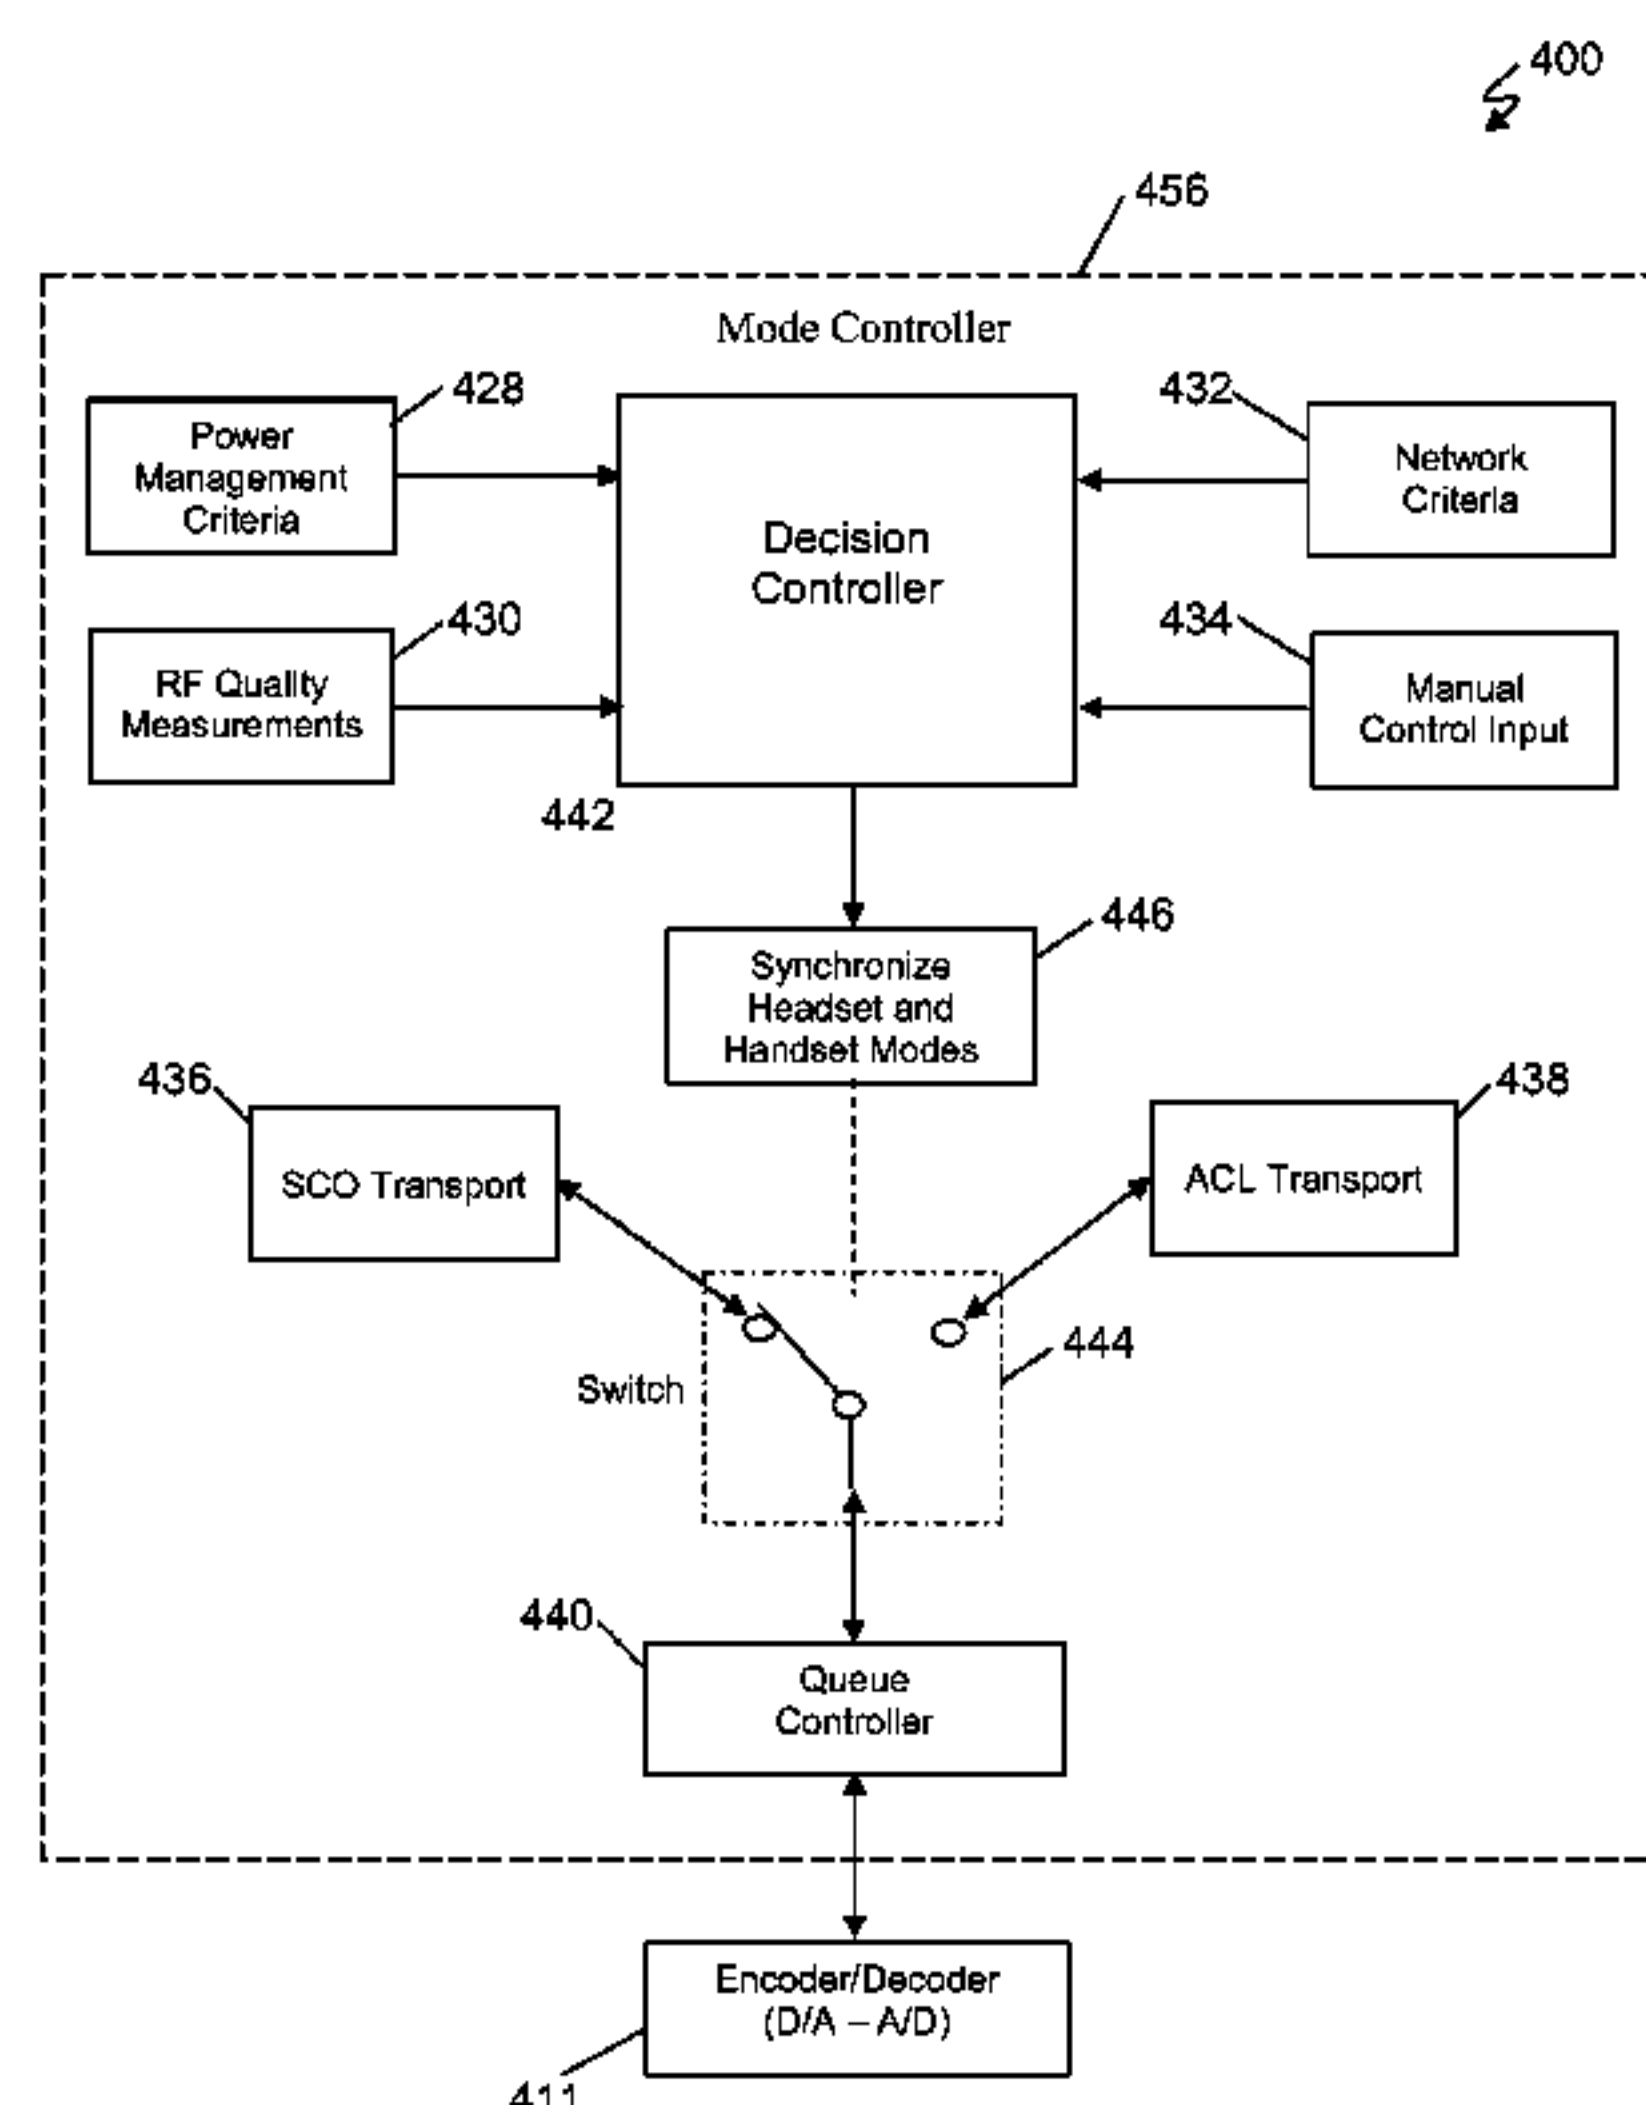 400
456
Mode Controller
428
Power
Management
Criteria
432
Network
Criteria
Decision
Controller
430
RF Quality
Measurements
434
Manual
Control Input
442
446
Synchronize
Headset and
Handset Modes
436
SCO Transport
438
ACL Transport
444
Switch
440
Queue
Controller
Encoder/Decoder
(D/A – A/D)
411